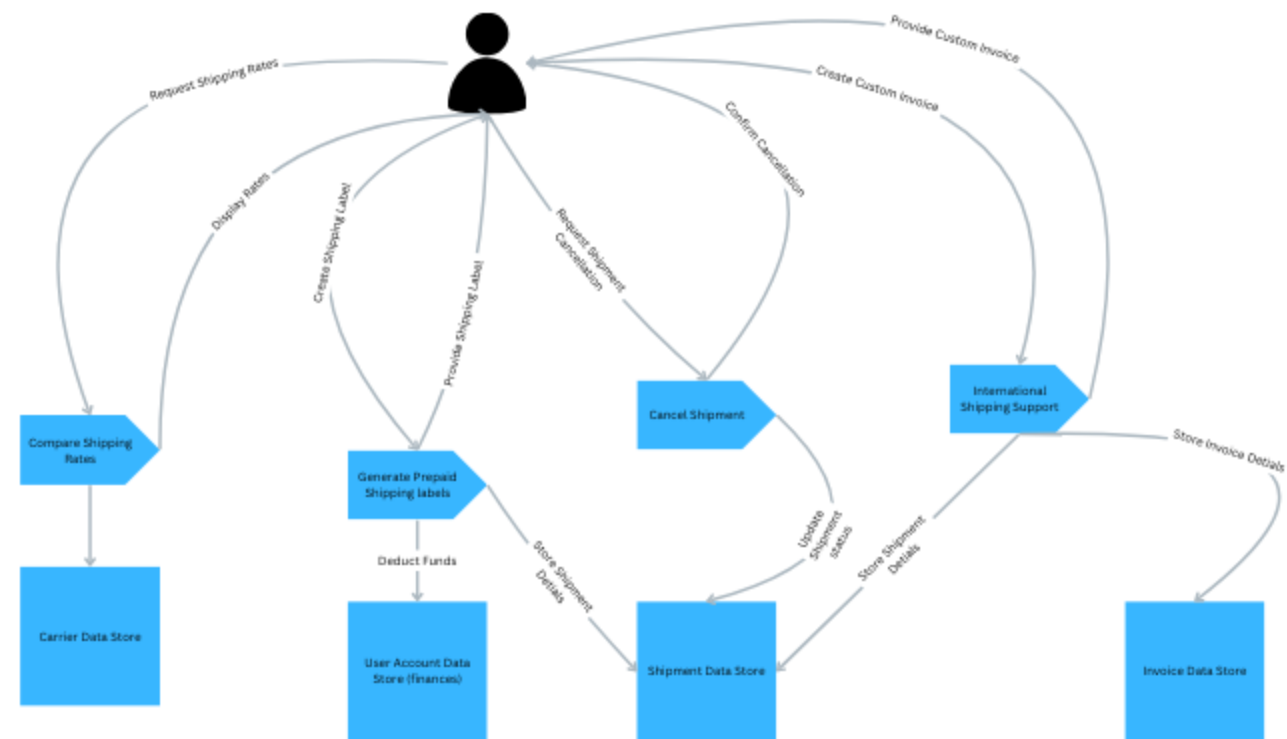 Provide Custom Invoice
Request Shipping Rates
Create Custom Invoice
Confirm Cancellation
Display Rates
Create Shipping Label
Provide Shipping Label
Request Shipment
Cancellation
International
Shipping Support
Cancel Shipment
Compare Shipping
Rates
Store Invoice Detials
Generate Prepaid
Shipping labels
Update
Shipment
status
Deduct Funds
Store Shipment
Detials
Store Shipment
Detials
Carrier Data Store
User Account Data
Store (finances)
Shipment Data Store
Invoice Data Store